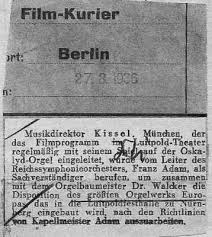 Film-Kurier
ort: Berlin
27.3.1936
Musikdirektor Kissel, München, der
das Filmprogramm im Luitpold-Theater
regelmäßig mit seinem Spiel auf der Oska-
lyd-Orgel eingeleitet, wurde vom Leiter des
Reichssymphonieorchesters, Franz Adam, als
Sachverständiger berufen, um zusammen
mit dem Orgelbaumeister Dr. Walcker die
Disposition des größten Orgelwerks Euro-
pas, das in die Luitpoldfesthalle zu Nürn-
berg eingebaut wird, nach den Richtlinien
von Kapellmeister Adam auszuarbeiten.